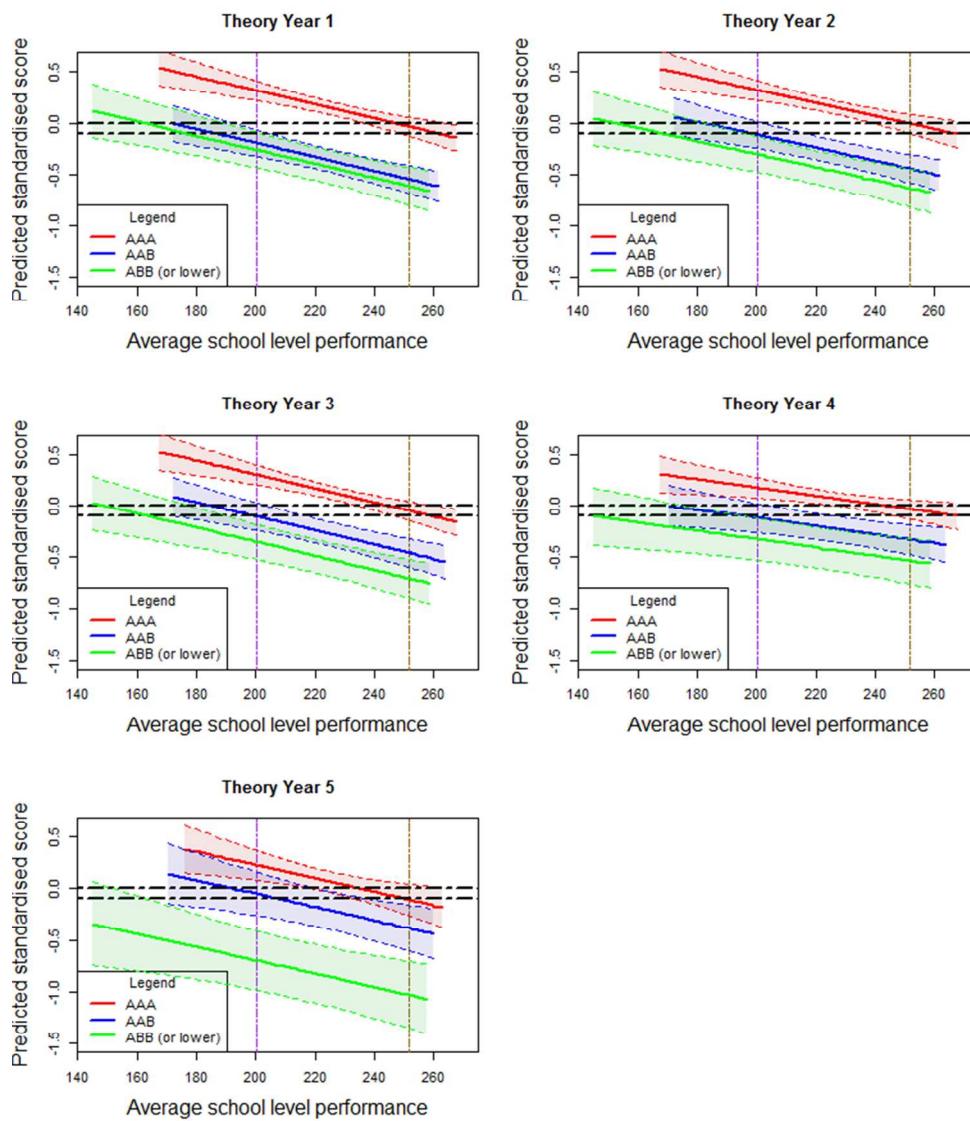 Theory Year 1
Predicted standardised score
0.5
0.0
-0.5
-1.0
-1.5
Legend
AAA
AAB
ABB (or lower)
140 160 180 200 220 240 260
Average school level performance
Theory Year 2
Predicted standardised score
0.5
0.0
-0.5
-1.0
-1.5
Legend
AAA
AAB
ABB (or lower)
140 160 180 200 220 240 260
Average school level performance
Theory Year 3
Predicted standardised score
0.5
0.0
-0.5
-1.0
-1.5
Legend
AAA
AAB
ABB (or lower)
140 160 180 200 220 240 260
Average school level performance
Theory Year 4
Predicted standardised score
0.5
0.0
-0.5
-1.0
-1.5
Legend
AAA
AAB
ABB (or lower)
140 160 180 200 220 240 260
Average school level performance
Theory Year 5
Predicted standardised score
0.5
0.0
-0.5
-1.0
-1.5
Legend
AAA
AAB
ABB (or lower)
140 160 180 200 220 240 260
Average school level performance